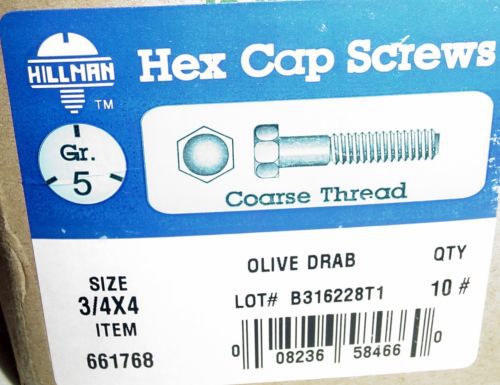 HILLMAN
TM
Hex Cap Screws
Gr.
5
Coarse Thread
OLIVE DRAB
QTY
SIZE
3/4X4
LOT# B316228T1
10 #
ITEM
661768
0 08236 58466 0